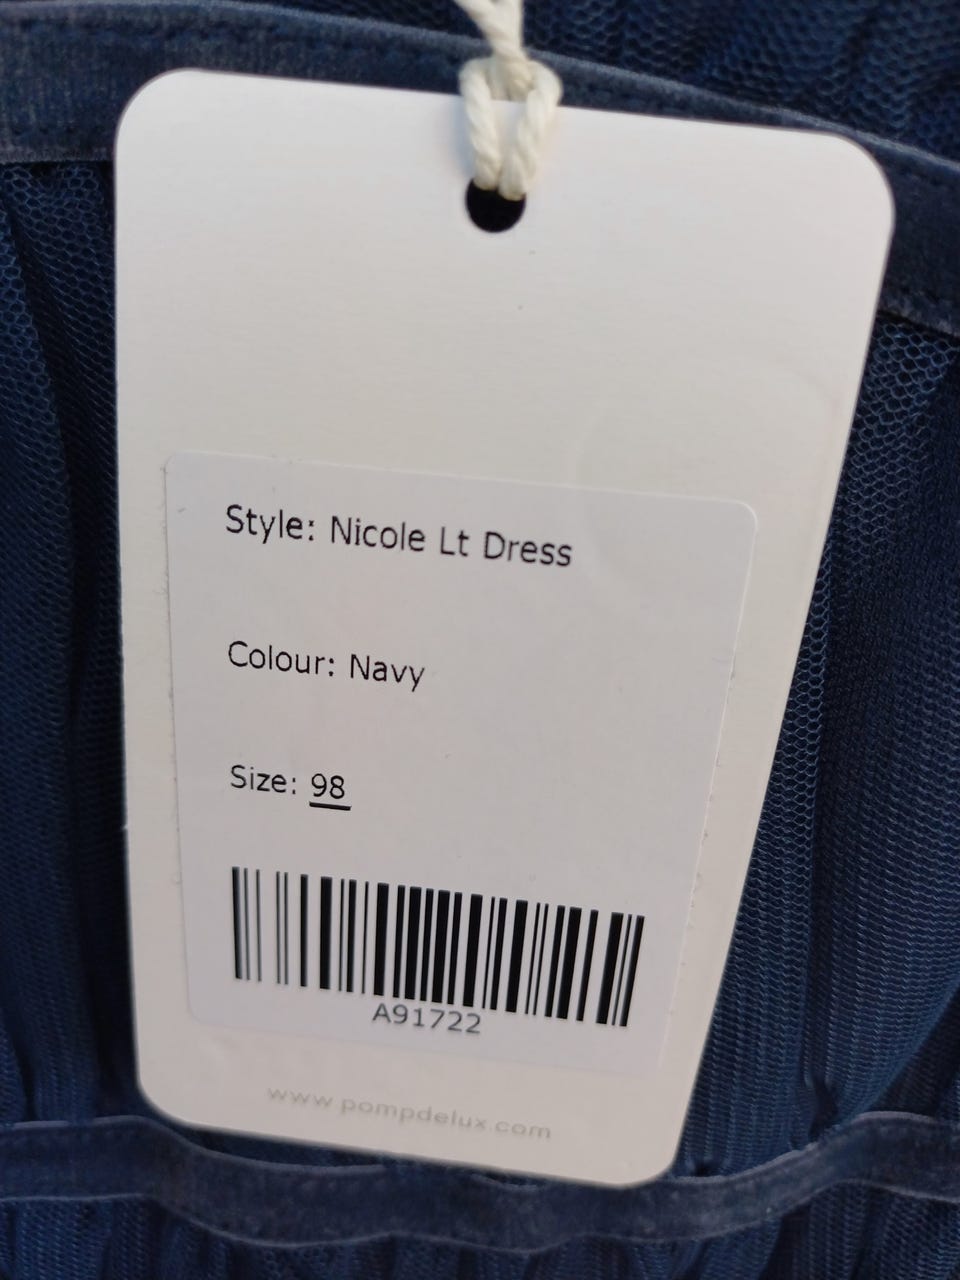 Style: Nicole Lt Dress
Colour: Navy
Size: 98
A91722
www.pompdelux.com